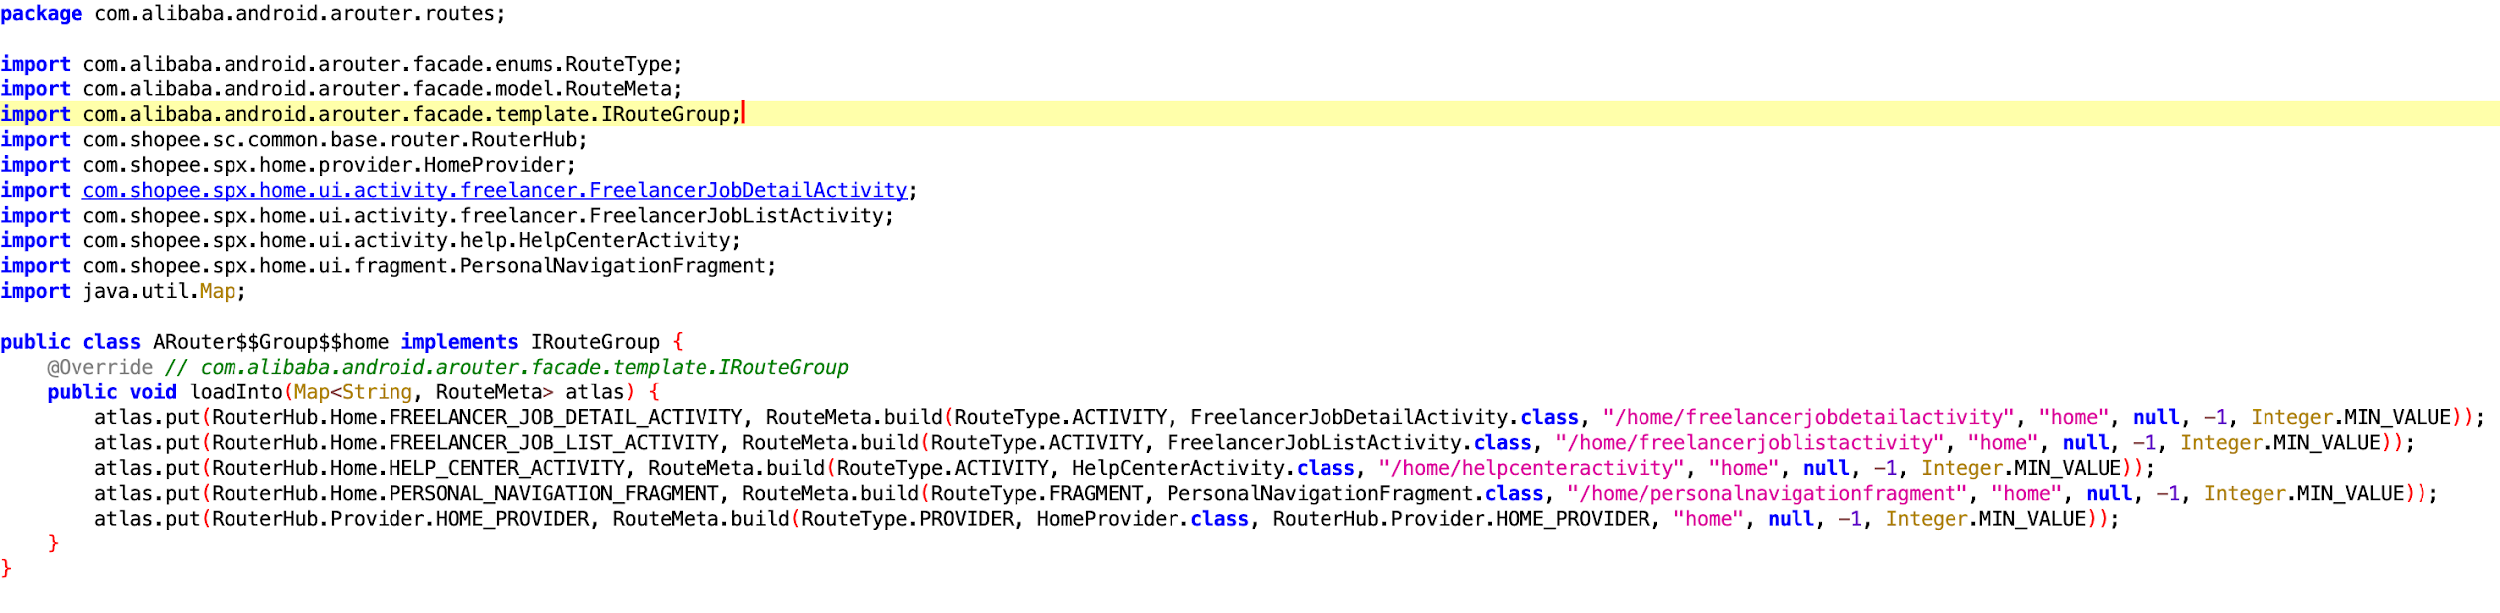 package com.alibaba.android.arouter.routes;
import com.alibaba.android.arouter.facade.enums.RouteType;
import com.alibaba.android.arouter.facade.model.RouteMeta;
import com.alibaba.android.arouter.facade.template.IRouteGroup;
import com.shopee.sc.common.base.router.RouterHub;
import com.shopee.spx.home.provider.HomeProvider;
import com.shopee.spx.home.ui.activity.freelancer.FreelancerJobDetailActivity;
import com.shopee.spx.home.ui.activity.freelancer.FreelancerJobListActivity;
import com.shopee.spx.home.ui.activity.help.HelpCenterActivity;
import com.shopee.spx.home.ui.fragment.PersonalNavigationFragment;
import java.util.Map;
public class ARouter$$Group$$home implements IRouteGroup {
    @Override // com.alibaba.android.arouter.facade.template.IRouteGroup
    public void loadInto(Map<String, RouteMeta> atlas) {
        atlas.put(RouterHub.Home.FREELANCER_JOB_DETAIL_ACTIVITY, RouteMeta.build(RouteType.ACTIVITY, FreelancerJobDetailActivity.class, "/home/freelancerjobdetailactivity", "home", null, -1, Integer.MIN_VALUE));
        atlas.put(RouterHub.Home.FREELANCER_JOB_LIST_ACTIVITY, RouteMeta.build(RouteType.ACTIVITY, FreelancerJobListActivity.class, "/home/freelancerjoblistactivity", "home", null, -1, Integer.MIN_VALUE));
        atlas.put(RouterHub.Home.HELP_CENTER_ACTIVITY, RouteMeta.build(RouteType.ACTIVITY, HelpCenterActivity.class, "/home/helpcenteractivity", "home", null, -1, Integer.MIN_VALUE));
        atlas.put(RouterHub.Home.PERSONAL_NAVIGATION_FRAGMENT, RouteMeta.build(RouteType.FRAGMENT, PersonalNavigationFragment.class, "/home/personalnavigationfragment", "home", null, -1, Integer.MIN_VALUE));
        atlas.put(RouterHub.Provider.HOME_PROVIDER, RouteMeta.build(RouteType.PROVIDER, HomeProvider.class, RouterHub.Provider.HOME_PROVIDER, "home", null, -1, Integer.MIN_VALUE));
    }
}